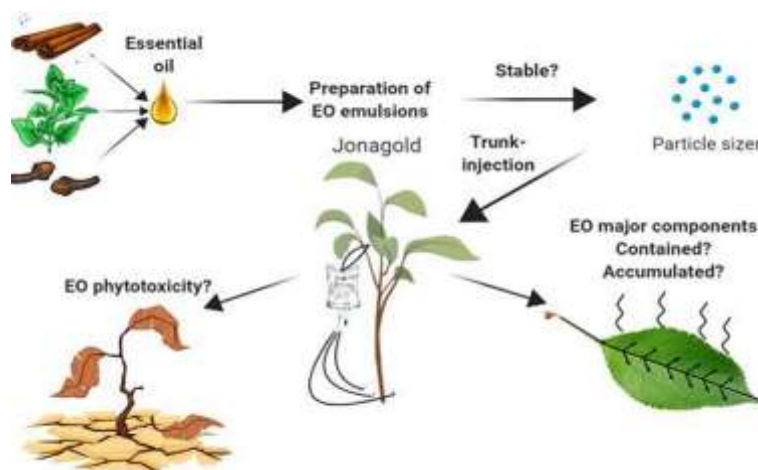 Essential
oil
Preparation of
EO emulsions
Stable?
Particle sizer
Jonagold
Trunk-
injection
EO major components
Contained?
Accumulated?
EO phytotoxicity?